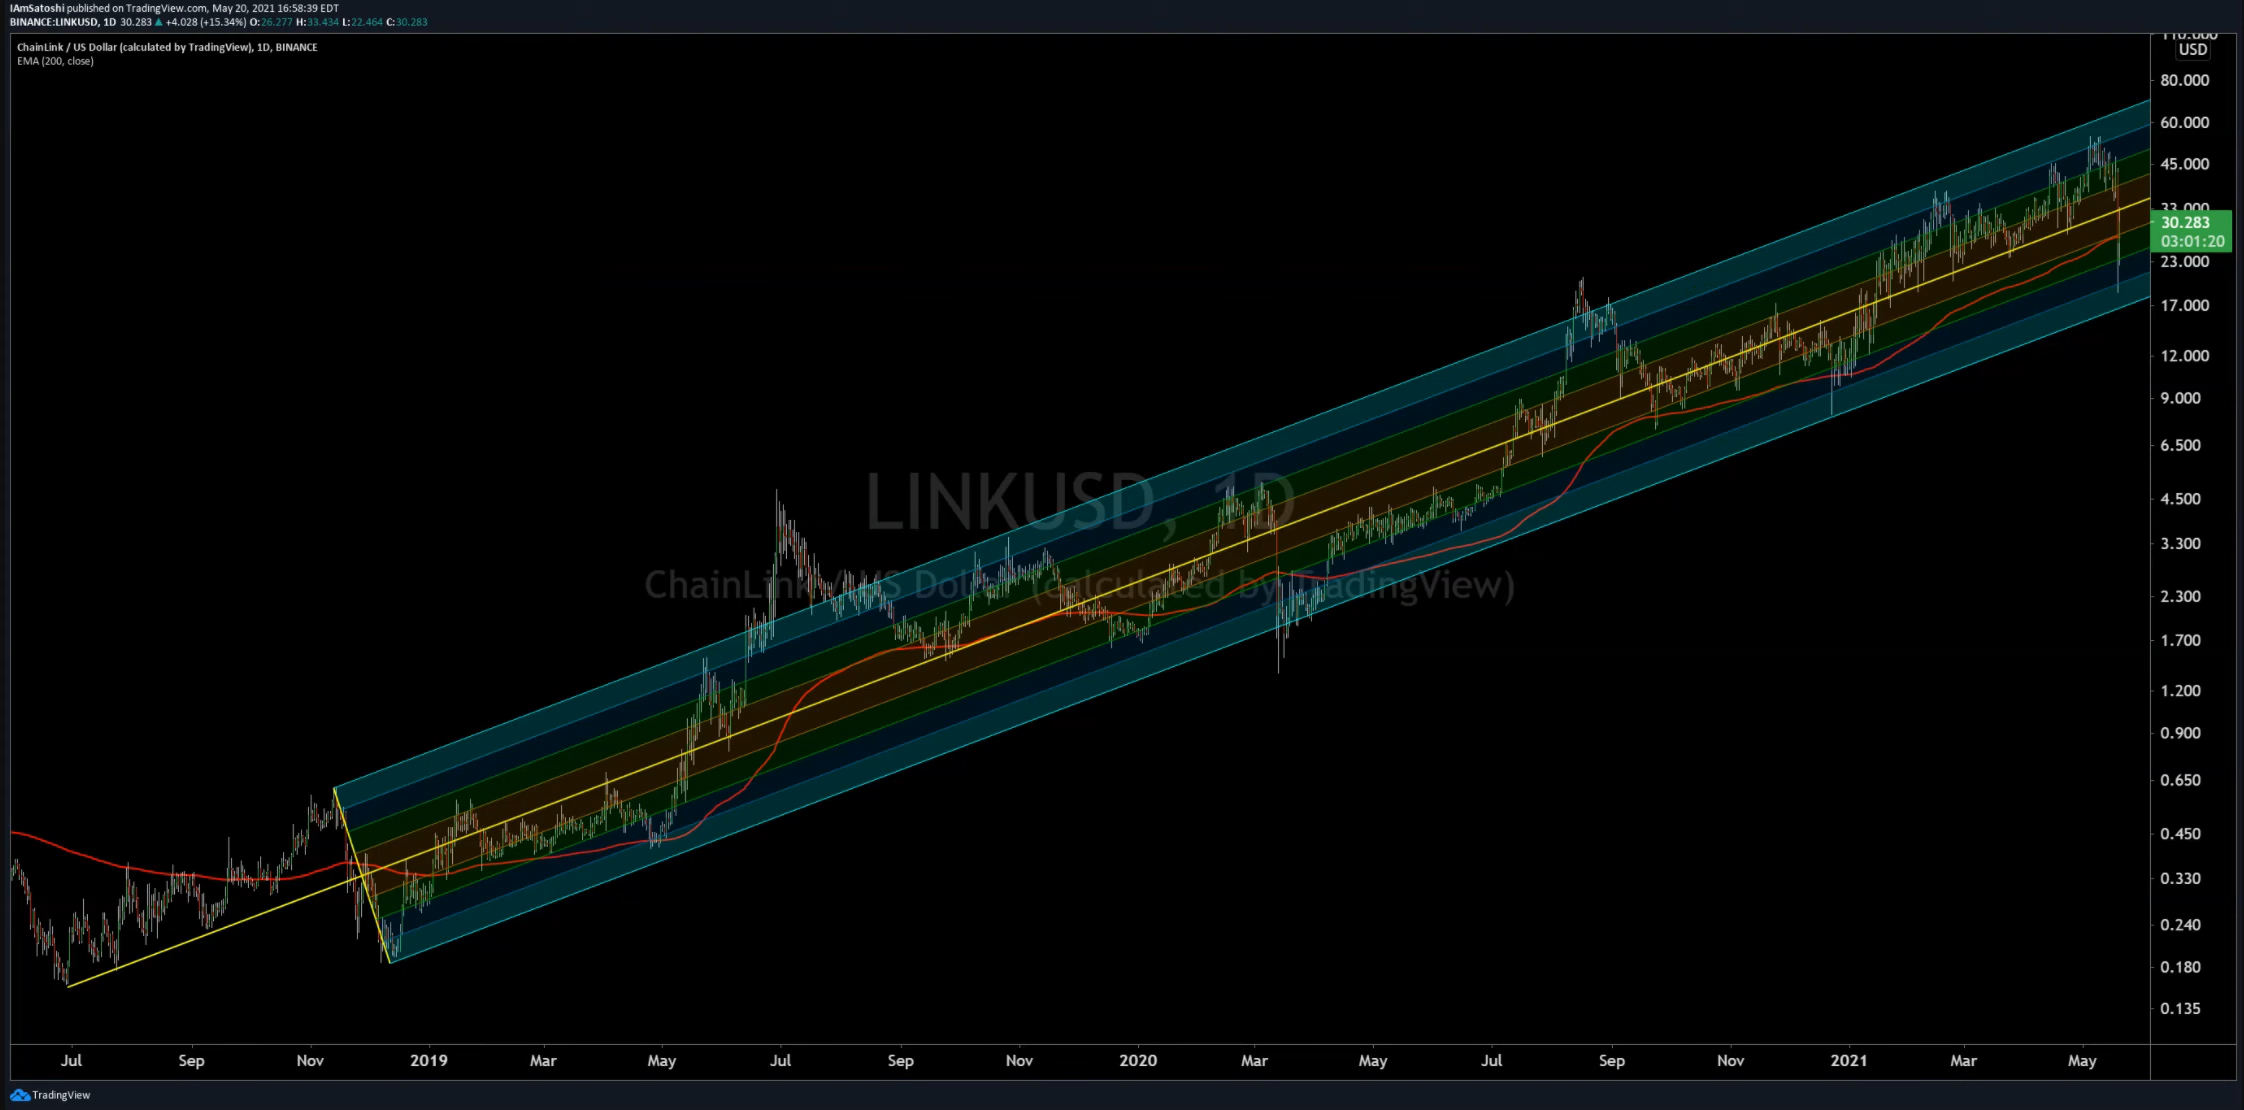 IAmSatoshi published on TradingView.com, May 20, 2021 16:58:39 EDT
BINANCE:LINKUSD, 1D 30.283 ▲ +4.028 (+15.34%) O:26.277 H:33.434 L:22.464 C:30.283
ChainLink / US Dollar (calculated by TradingView), 1D, BINANCE
EMA (200, close)
LINKUSD, 1D
ChainLink / US Dollar (calculated by TradingView)
110.000
USD
80.000
60.000
45.000
33.000
30.283
03:01:20
23.000
17.000
12.000
9.000
6.500
4.500
3.300
2.300
1.700
1.200
0.900
0.650
0.450
0.330
0.240
0.180
0.135
Jul Sep Nov 2019 Mar May Jul Sep Nov 2020 Mar May Jul Sep Nov 2021 Mar May
TradingView